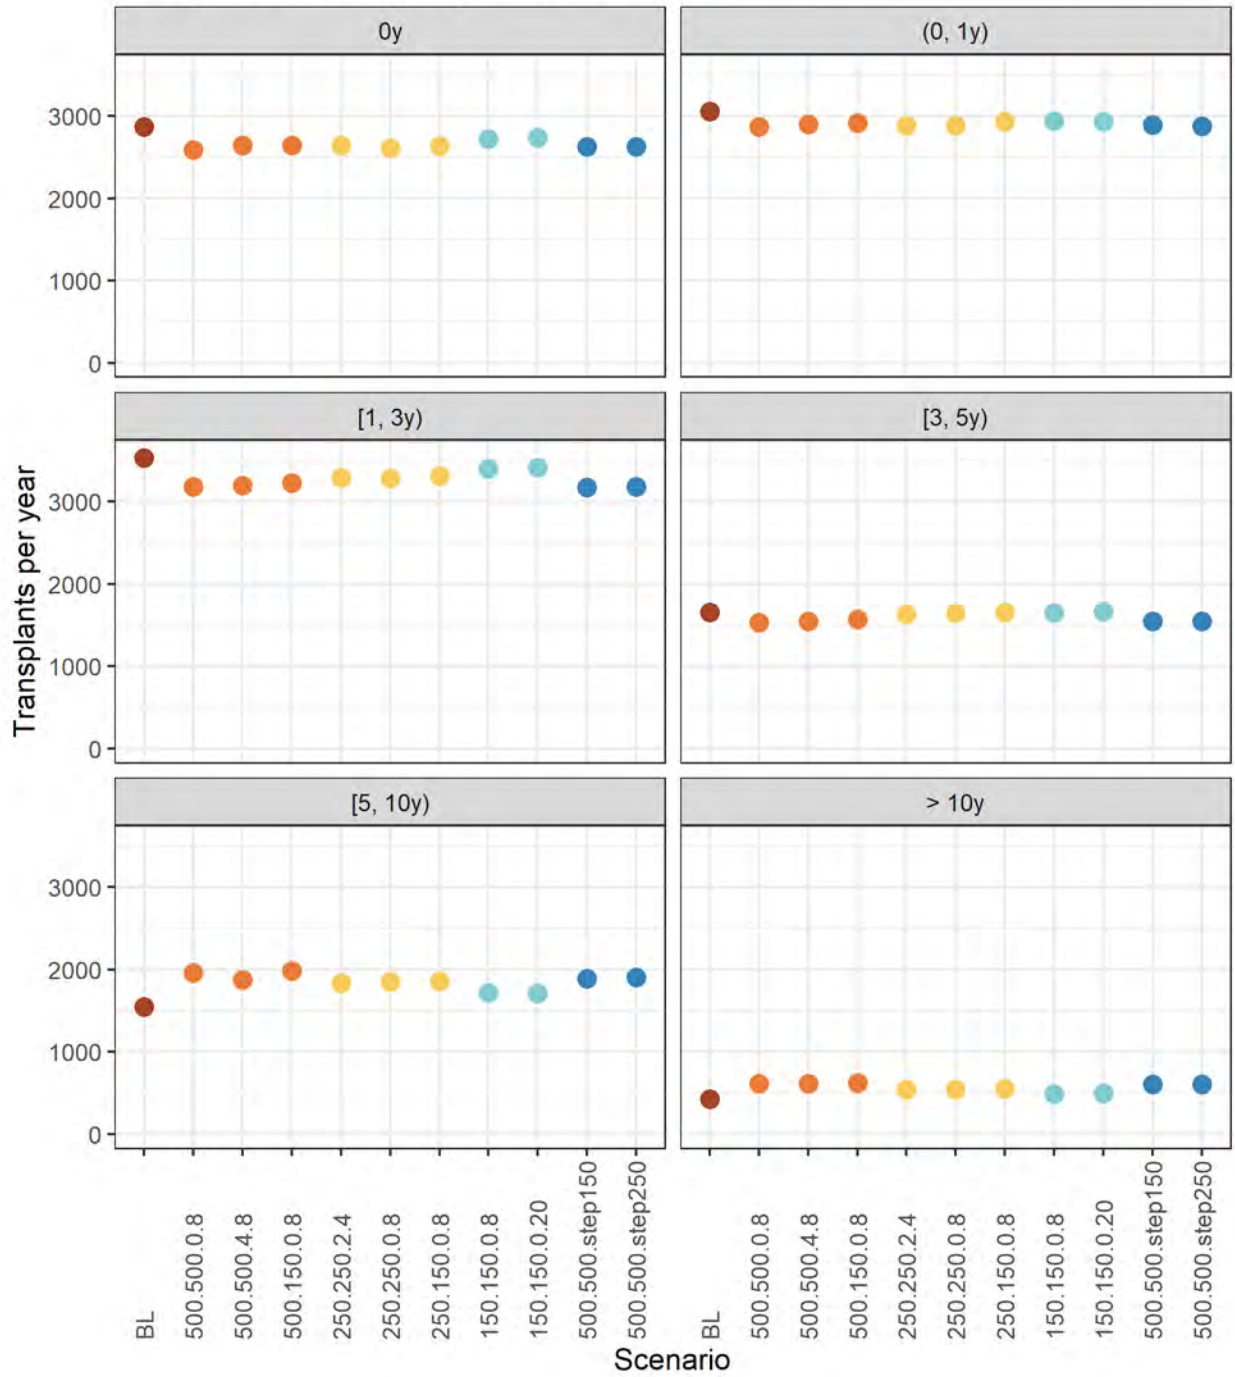 0y
(0, 1y)
3000
2000
1000
0
[1, 3y)
[3, 5y)
3000
2000
1000
0
[5, 10y)
> 10y
3000
2000
1000
0
Transplants per year
BL
500.500.0.8
500.500.4.8
500.150.0.8
250.250.2.4
250.250.0.8
250.150.0.8
150.150.0.8
150.150.0.20
500.500.step150
500.500.step250
BL
500.500.0.8
500.500.4.8
500.150.0.8
250.250.2.4
250.250.0.8
250.150.0.8
150.150.0.8
150.150.0.20
500.500.step150
500.500.step250
Scenario